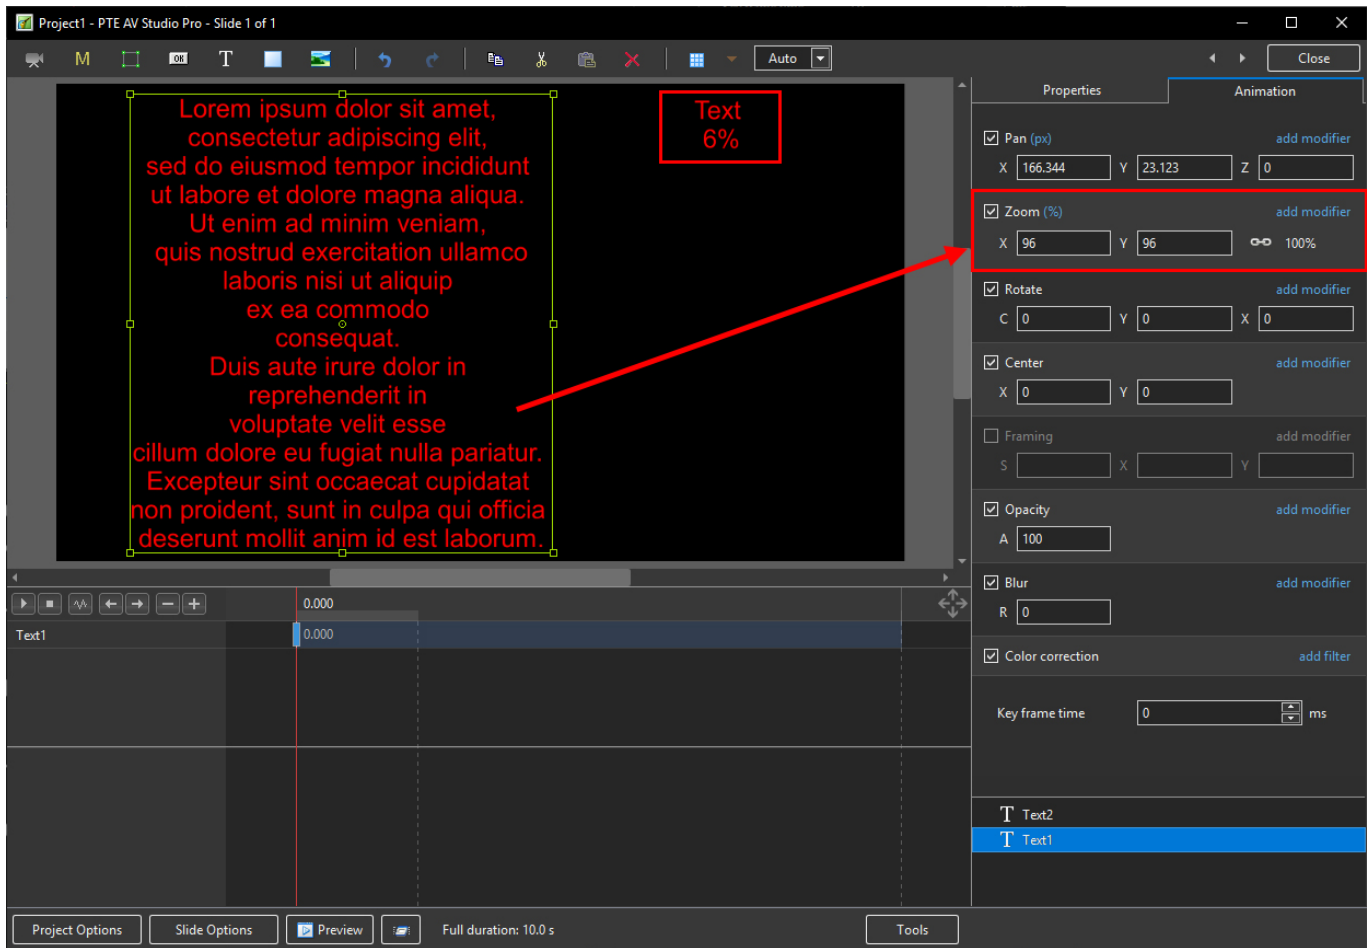 Project1 - PTE AV Studio Pro - Slide 1 of 1
M OK T Auto Close
Lorem ipsum dolor sit amet,
consectetur adipiscing elit,
sed do eiusmod tempor incididunt
ut labore et dolore magna aliqua.
Ut enim ad minim veniam,
quis nostrud exercitation ullamco
laboris nisi ut aliquip
ex ea commodo
consequat.
Duis aute irure dolor in
reprehenderit in
voluptate velit esse
cillum dolore eu fugiat nulla pariatur.
Excepteur sint occaecat cupidatat
non proident, sunt in culpa qui officia
deserunt mollit anim id est laborum.
Text
6%
Properties Animation
Pan (px) add modifier
X 166.344 Y 23.123 Z 0
Zoom (%) add modifier
X 96 Y 96 100%
Rotate add modifier
C 0 Y 0 X 0
Center add modifier
X 0 Y 0
Framing add modifier
S X Y
Opacity add modifier
A 100
Blur add modifier
R 0
Color correction add filter
Key frame time 0 ms
T Text2
T Text1
0.000
Text1 0.000
Project Options Slide Options Preview Full duration: 10.0 s Tools